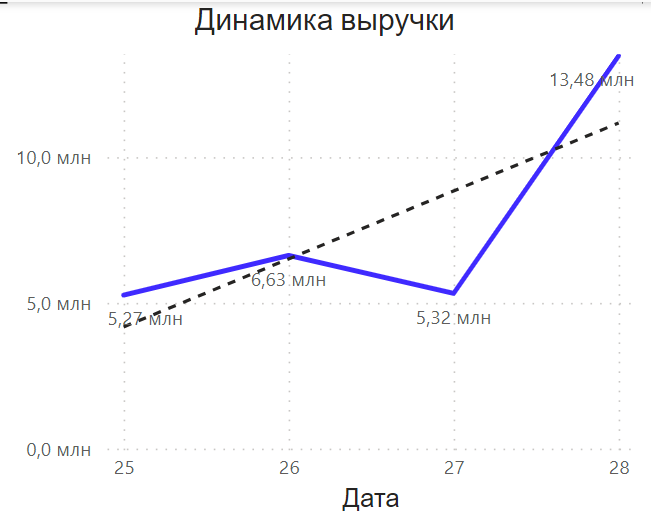 Динамика выручки
13,48 млн
10,0 млн
6,63 млн
5,0 млн
5,27 млн
5,32 млн
0,0 млн
25 26 27 28
Дата